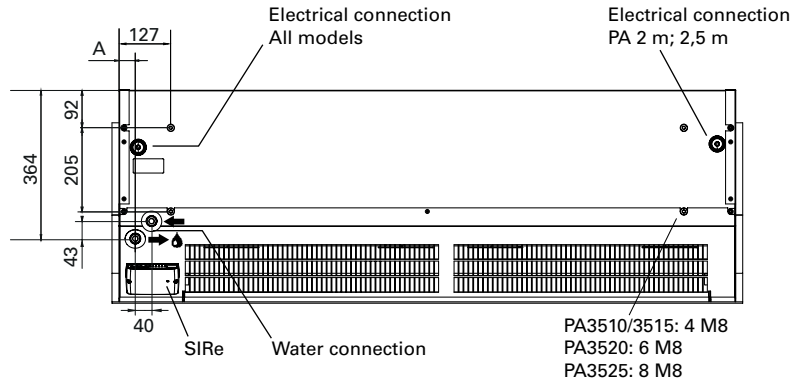 Electrical connection
All models
Electrical connection
PA 2 m; 2,5 m
127
A
92
364
205
43
40
SIRe
Water connection
PA3510/3515: 4 M8
PA3520: 6 M8
PA3525: 8 M8